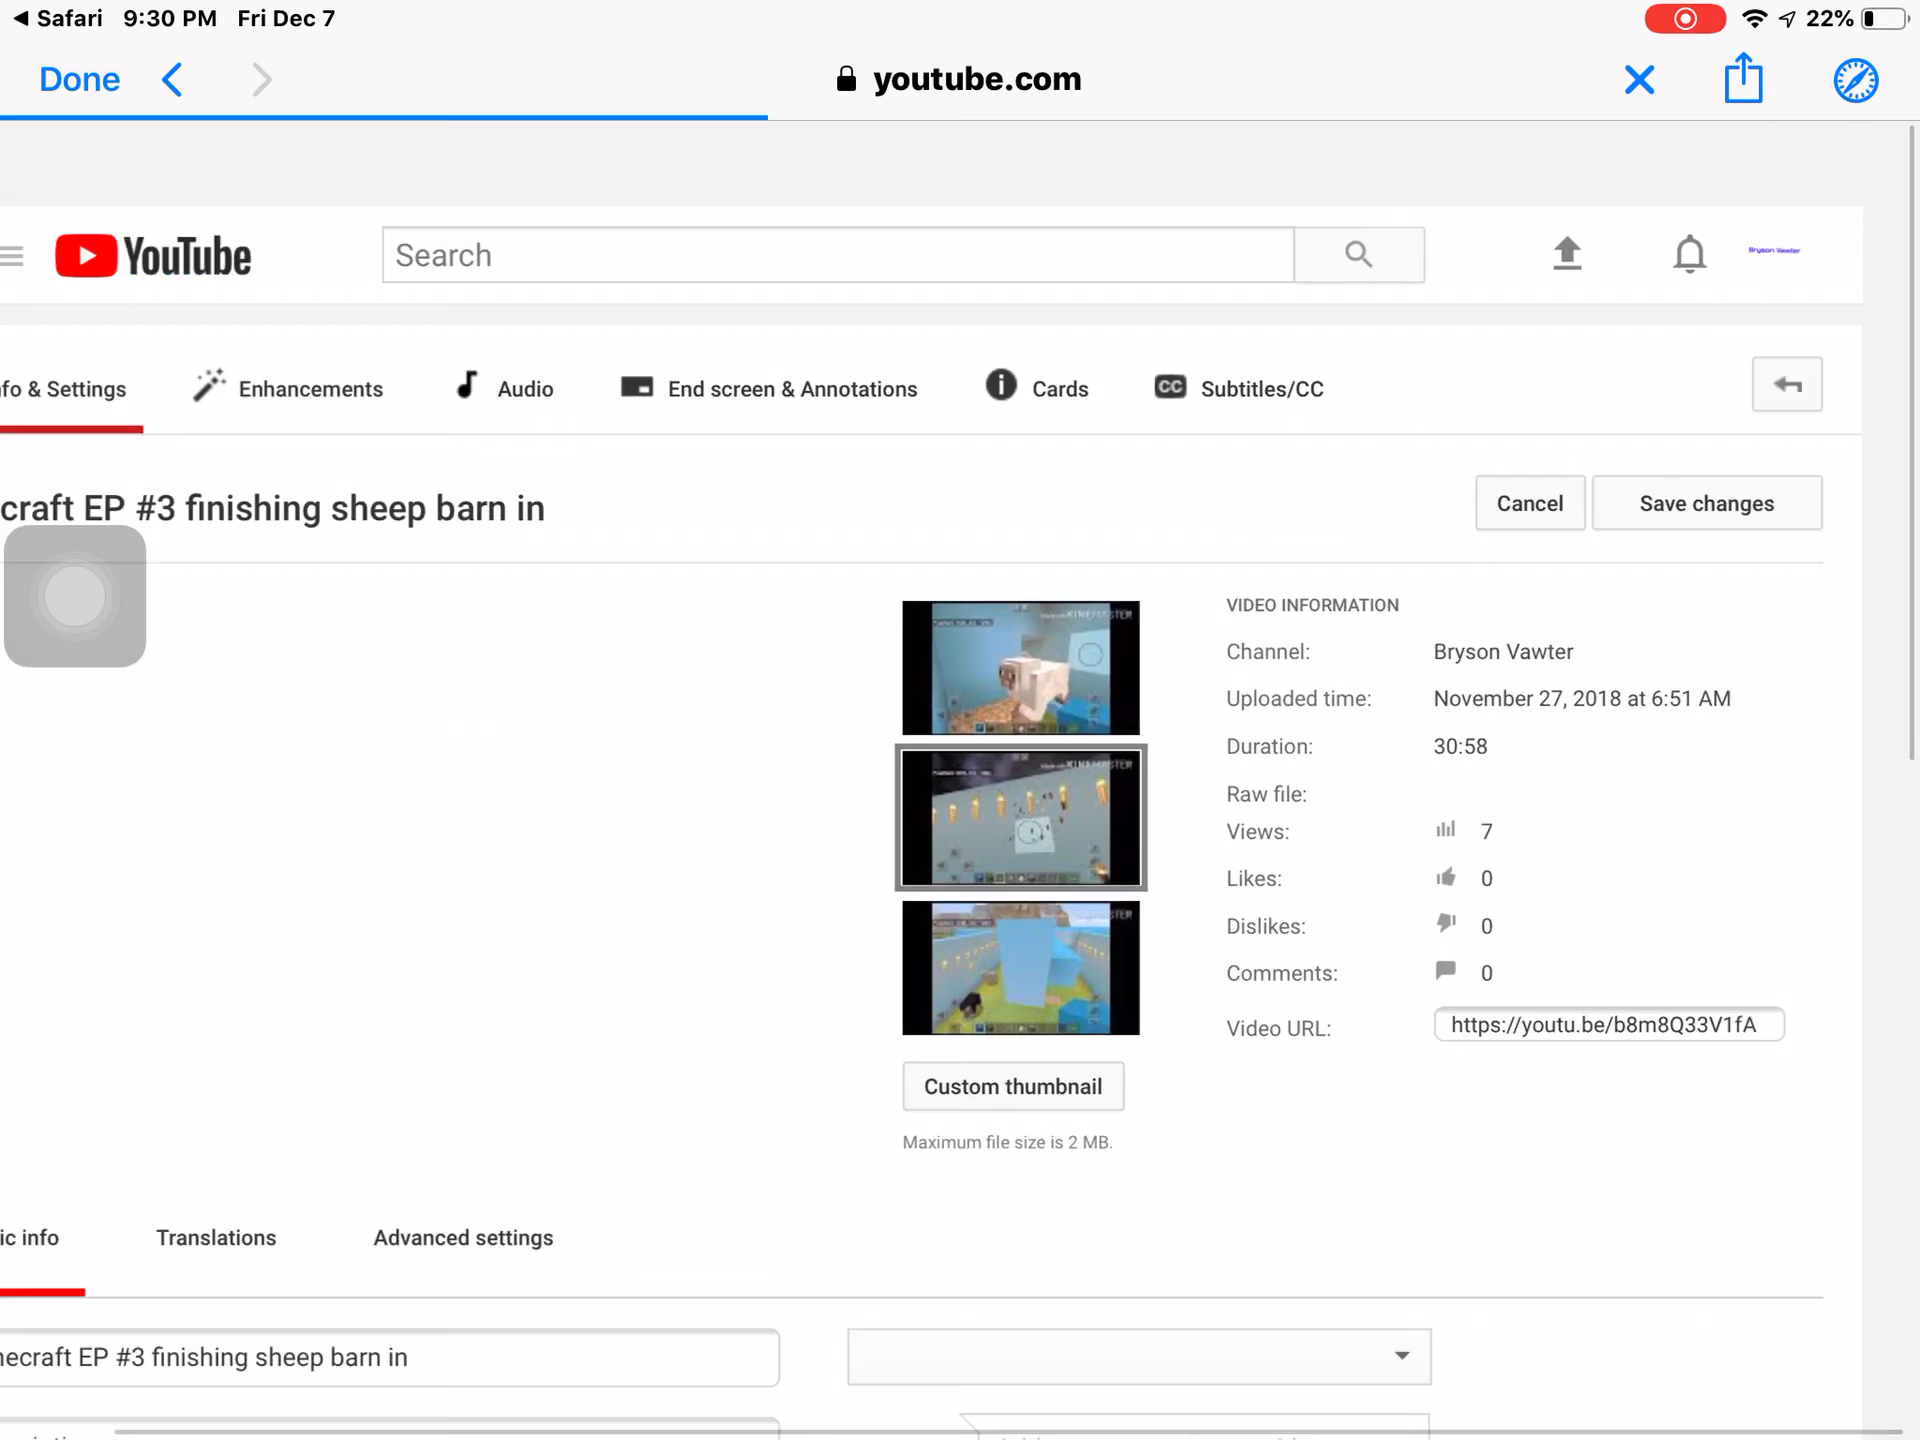 Safari 9:30 PM Fri Dec 7 22%
Done youtube.com
YouTube Search Bryson Vawter
fo & Settings Enhancements Audio End screen & Annotations Cards CC Subtitles/CC
craft EP #3 finishing sheep barn in Cancel Save changes
VIDEO INFORMATION
Channel: Bryson Vawter
Uploaded time: November 27, 2018 at 6:51 AM
Duration: 30:58
Raw file:
Views: 7
Likes: 0
Dislikes: 0
Comments: 0
Video URL: https://youtu.be/b8m8Q33V1fA
Custom thumbnail
Maximum file size is 2 MB.
ic info Translations Advanced settings
necraft EP #3 finishing sheep barn in